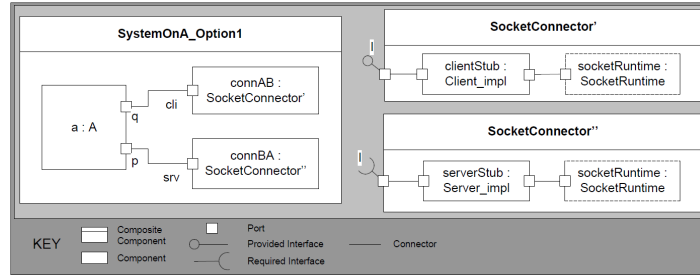 SystemOnA_Option1
a : A
q
p
cli
srv
connAB :
SocketConnector’
connBA :
SocketConnector’’
SocketConnector’
I
clientStub :
Client_impl
socketRuntime :
SocketRuntime
SocketConnector’’
I
serverStub :
Server_impl
socketRuntime :
SocketRuntime
KEY
Composite
Component
Component
Port
Provided Interface
Required Interface
Connector